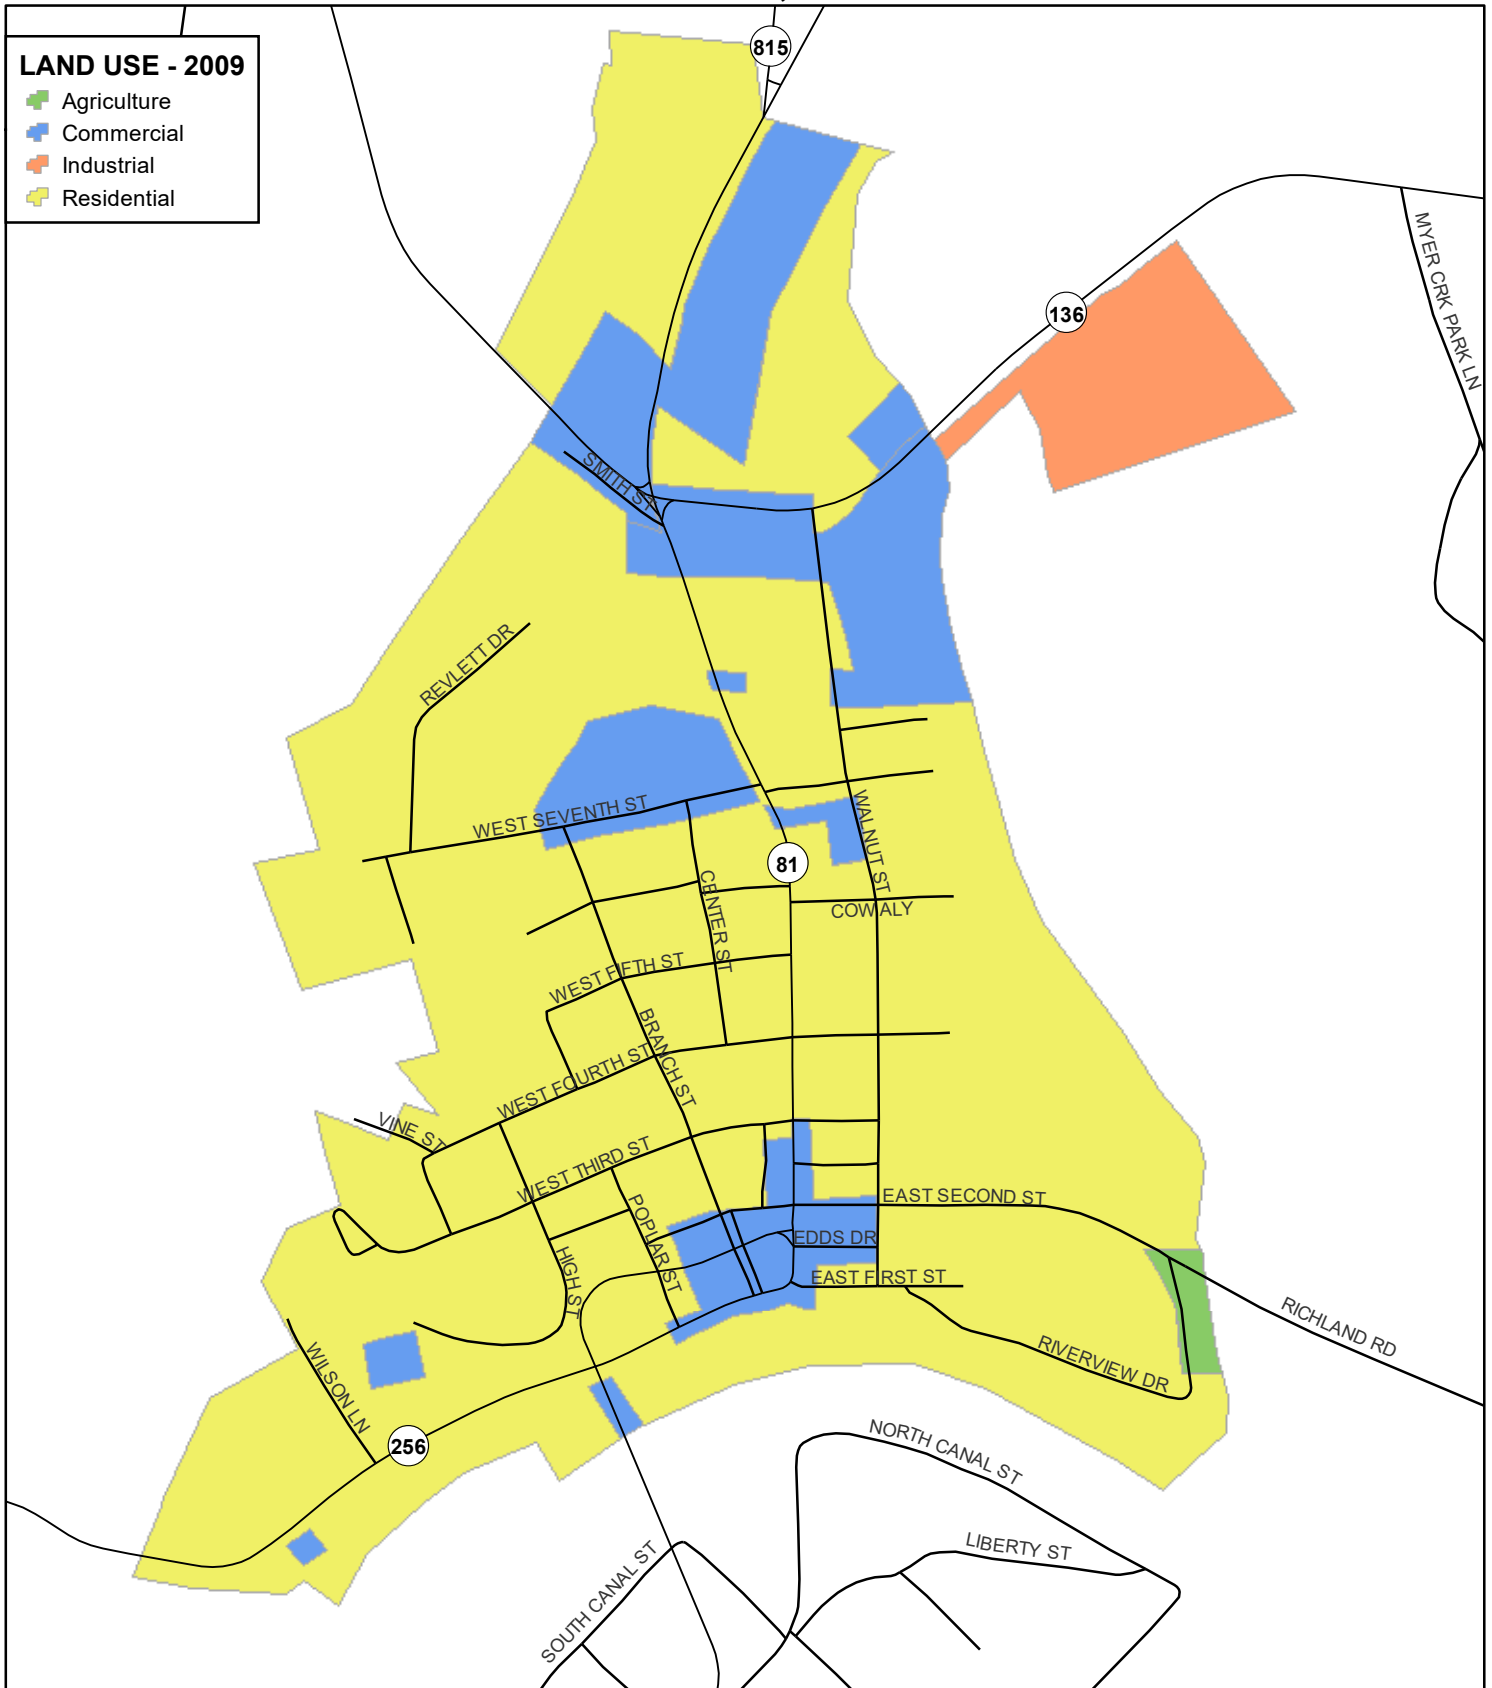 815
LAND USE - 2009
Agriculture
Commercial
Industrial
Residential
136
MYER CRK PARK LN
SMITH ST
REVLETT DR
WEST SEVENTH ST
WALNUT ST
81
CENTER ST
COW ALY
WEST FIFTH ST
BRANCH ST
WEST FOURTH ST
VINE ST
WEST THIRD ST
EAST SECOND ST
POPLAR ST
EDDS DR
HIGH ST
EAST FIRST ST
RICHLAND RD
RIVERVIEW DR
WILSON LN
256
NORTH CANAL ST
LIBERTY ST
SOUTH CANAL ST